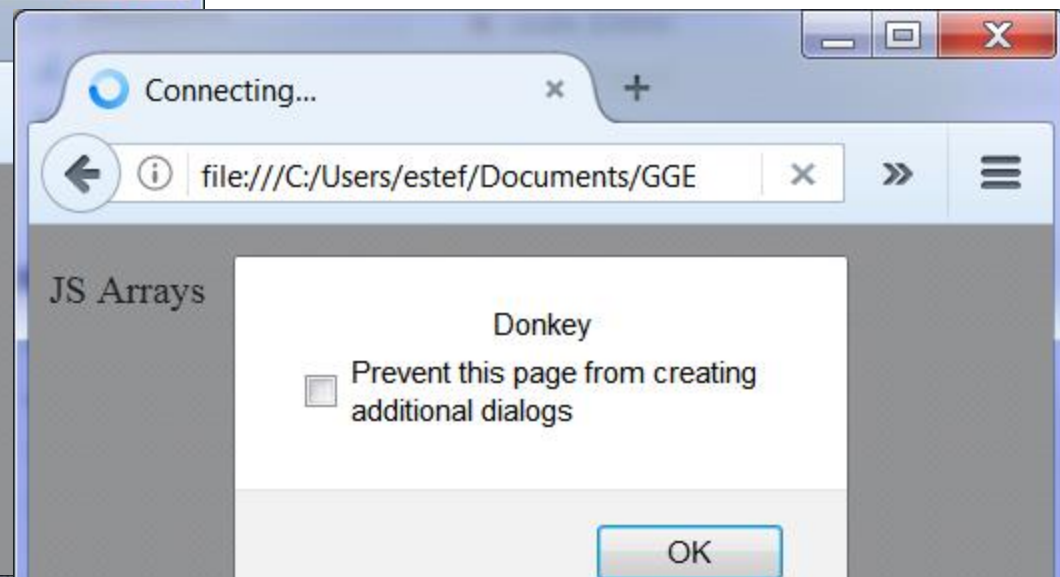 Connecting...
file:///C:/Users/estef/Documents/GGE
JS Arrays
Donkey
Prevent this page from creating
additional dialogs
OK